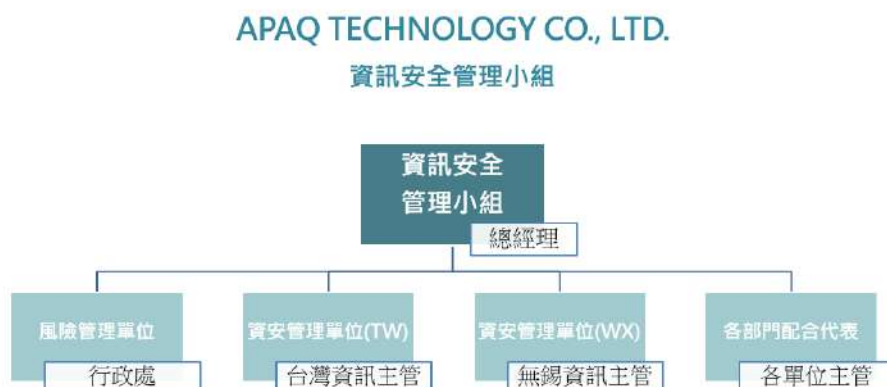 APAQ TECHNOLOGY CO., LTD.
資訊安全管理小組
資訊安全
管理小組
總經理
風險管理單位
行政處
資安管理單位(TW)
台灣資訊主管
資安管理單位(WX)
無錫資訊主管
各部門配合代表
各單位主管